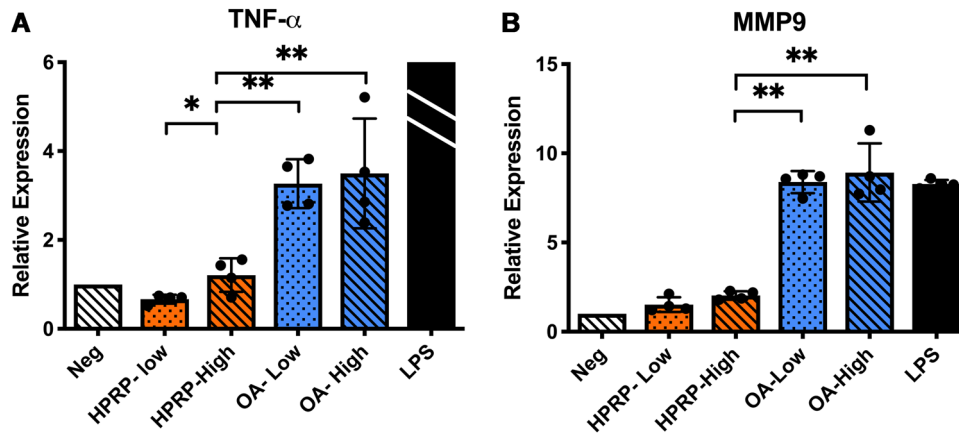 A
TNF-α
Relative Expression
6
4
2
0
*
**
**
Neg
HPRP- low
HPRP-High
OA- Low
OA- High
LPS
B
MMP9
Relative Expression
15
10
5
0
**
**
Neg
HPRP- Low
HPRP-High
OA-Low
OA-High
LPS